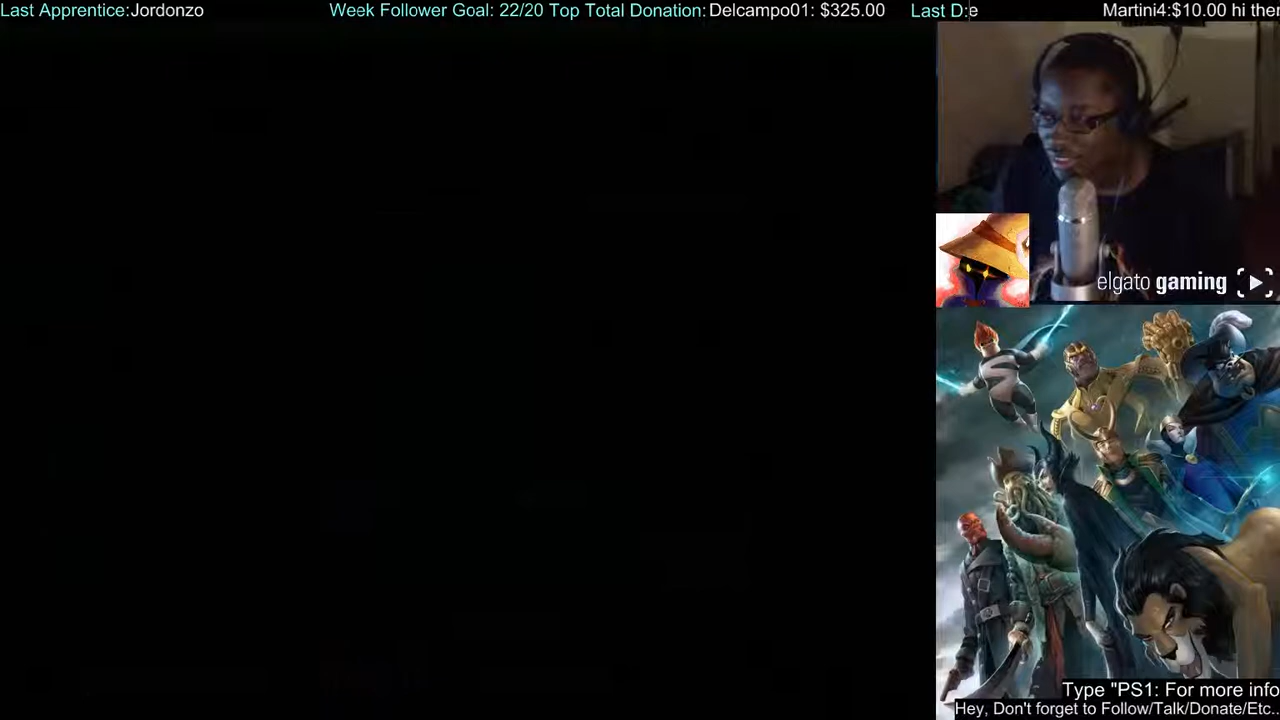 Last Apprentice:Jordonzo Week Follower Goal: 22/20 Top Total Donation: Delcampo01: $325.00 Last D:e Martini4:$10.00 hi ther
elgato gaming
Type "PS1: For more info
Hey, Don't forget to Follow/Talk/Donate/Etc..